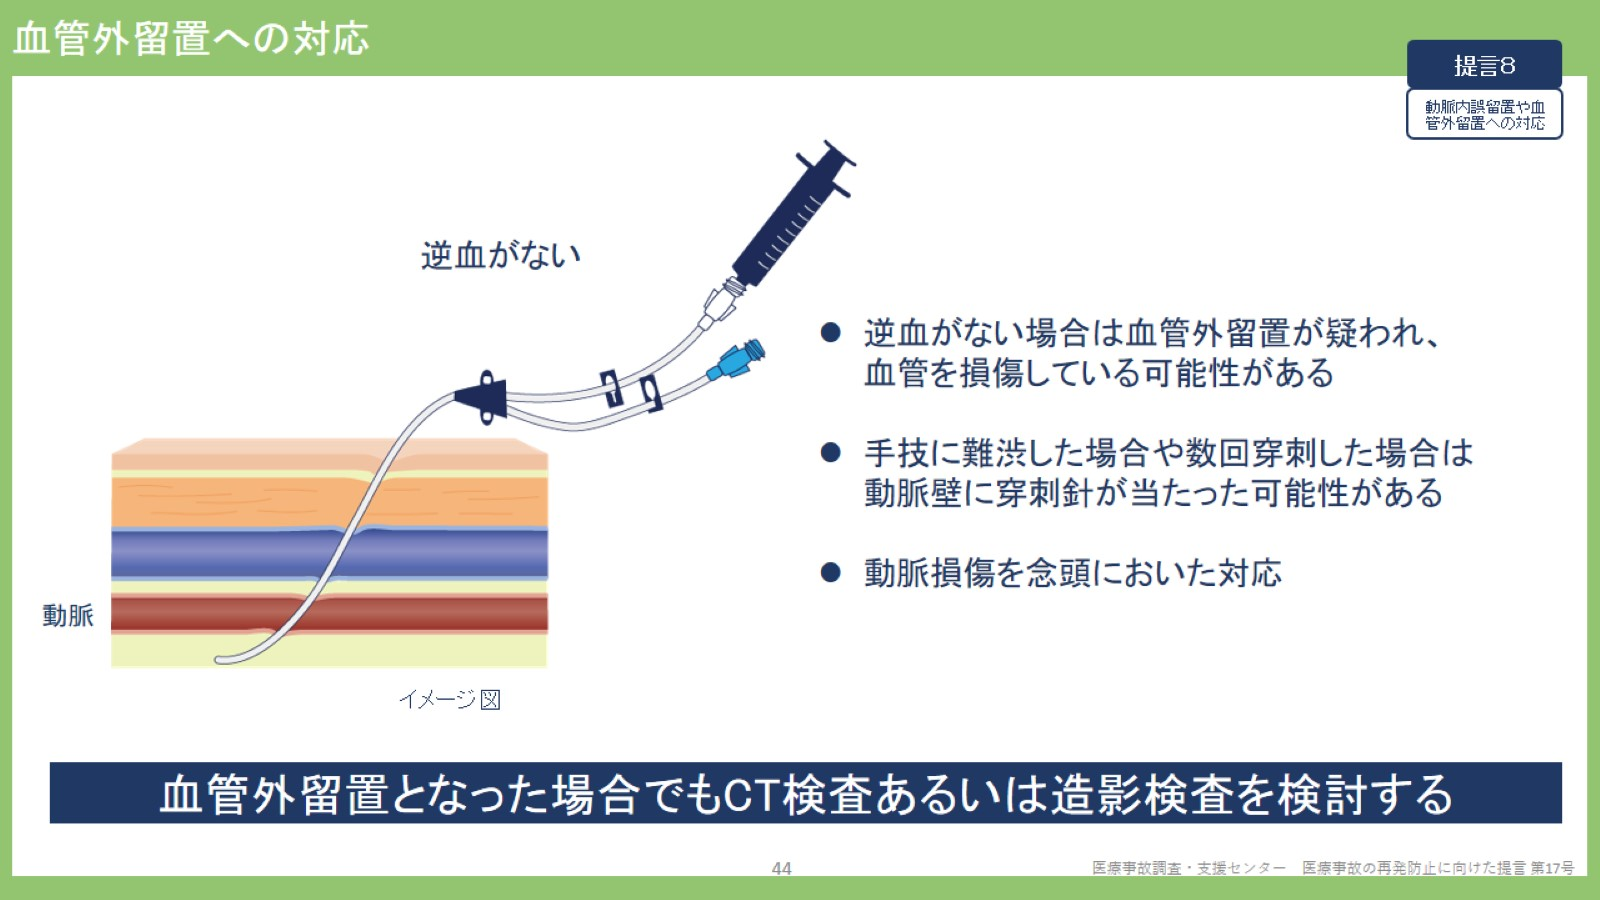 血管外留置への対応
提言8
動脈内誤留置や血
管外留置への対応
逆血がない
● 逆血がない場合は血管外留置が疑われ、
血管を損傷している可能性がある
● 手技に難渋した場合や数回穿刺した場合は
動脈壁に穿刺針が当たった可能性がある
● 動脈損傷を念頭においた対応
動脈
イメージ図
血管外留置となった場合でもCT検査あるいは造影検査を検討する
44
医療事故調査・支援センター　医療事故の再発防止に向けた提言 第17号